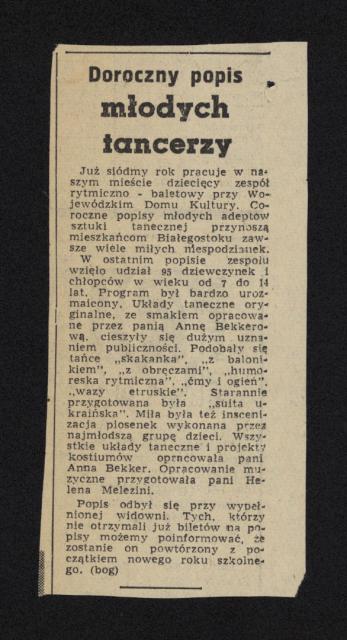 Doroczny popis
młodych
tancerzy
Już siódmy rok pracuje w na-
szym mieście dziecięcy zespół
rytmiczno - baletowy przy Wo-
jewódzkim Domu Kultury. Co-
roczne popisy młodych adeptów
sztuki tanecznej przynoszą
mieszkańcom Białegostoku zaw-
sze wiele miłych niespodzianek.
W ostatnim popisie zespołu
wzięło udział 95 dziewczynek i
chłopców w wieku od 7 do 14
lat. Program był bardzo uroz-
maicony. Układy taneczne ory-
ginalne, ze smakiem opracowa-
ne przez panią Annę Bekkero-
wą, cieszyły się dużym uzna-
niem publiczności. Podobały się
tańce „skakanka", „z baloni-
kiem", „z obręczami", „humo-
reska rytmiczna", „ćmy i ogień",
„wazy etruskie". Starannie
przygotowana była „suita u-
kraińska". Miła była też insceni-
zacja piosenek wykonana przez
najmłodszą grupę dzieci. Wszy-
stkie układy taneczne i projekty
kostiumów opracowała pani
Anna Bekker. Opracowanie mu-
zyczne przygotowała pani He-
lena Melezini.
Popis odbył się przy wypeł-
nionej widowni. Tych, którzy
nie otrzymali już biletów na po-
pisy możemy poinformować, że
zostanie on powtórzony z po-
czątkiem nowego roku szkolne-
go. (bog)